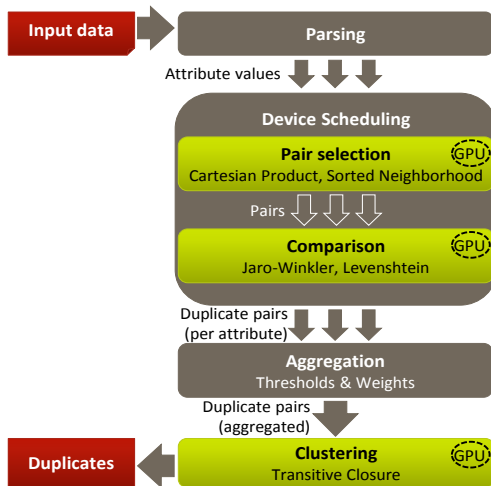 Input data
Parsing
Attribute values
Device Scheduling
Pair selection
GPU
Cartesian Product, Sorted Neighborhood
Pairs
Comparison
GPU
Jaro-Winkler, Levenshtein
Duplicate pairs
(per attribute)
Aggregation
Thresholds & Weights
Duplicate pairs
(aggregated)
Duplicates
Clustering
GPU
Transitive Closure